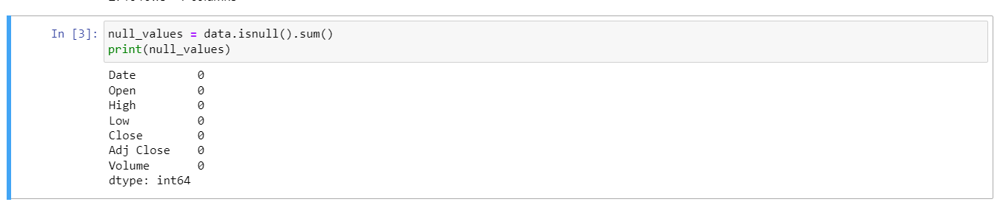 In [3]: null_values = data.isnull().sum()
print(null_values)
Date 0
Open 0
High 0
Low 0
Close 0
Adj Close 0
Volume 0
dtype: int64